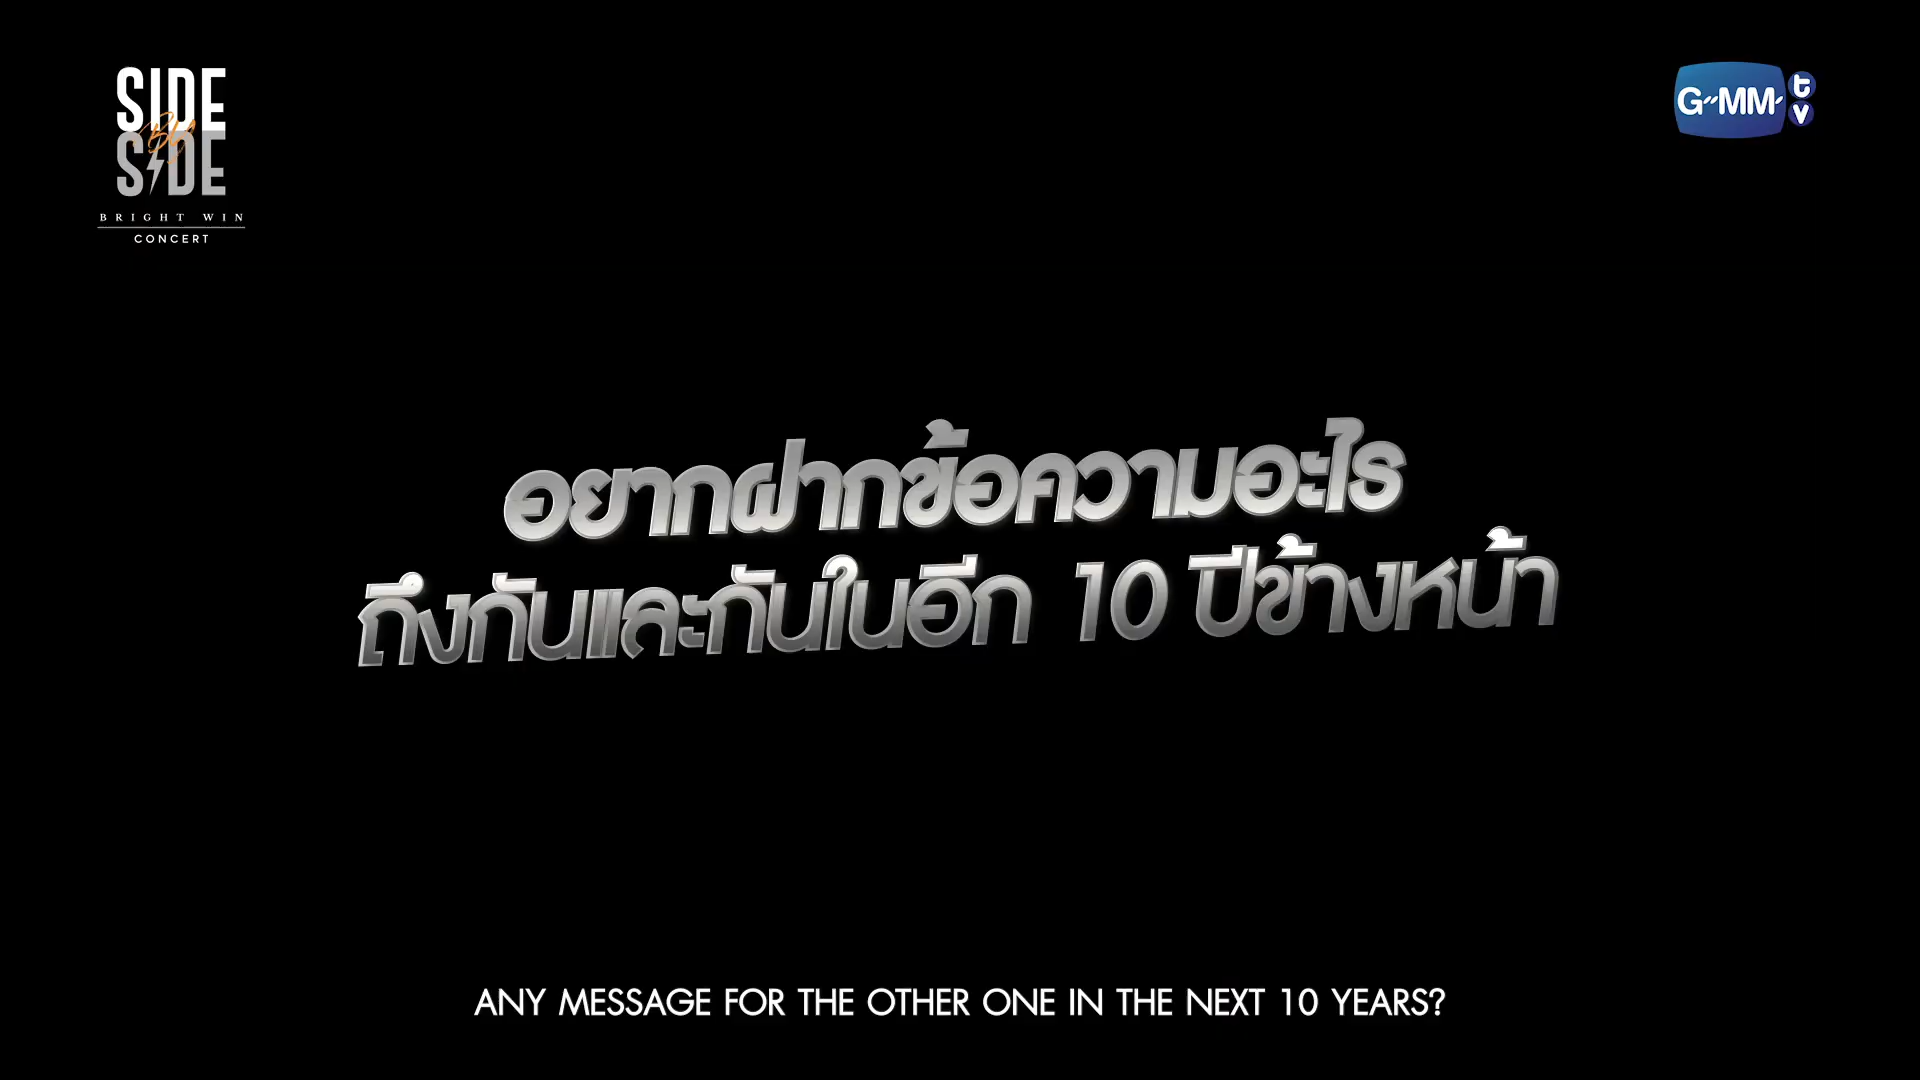 SIDE
By
SIDE
BRIGHT WIN
CONCERT
G-MM-tv
อยากฝากข้อความอะไร
ถึงกันและกันในอีก 10 ปีข้างหน้า
ANY MESSAGE FOR THE OTHER ONE IN THE NEXT 10 YEARS?